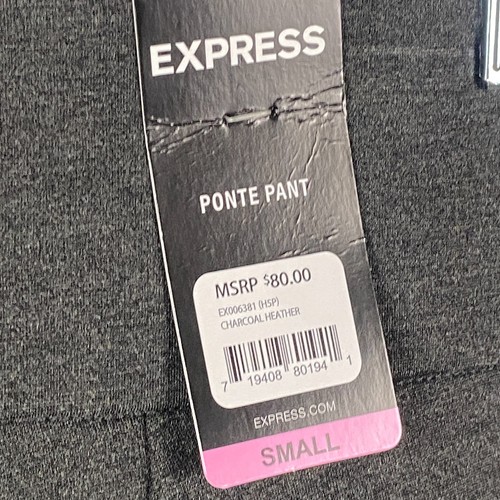 EXPRESS
PONTE PANT
MSRP $80.00
EX006381 (HSP)
CHARCOAL HEATHER
7 19408 80194 1
EXPRESS.COM
SMALL